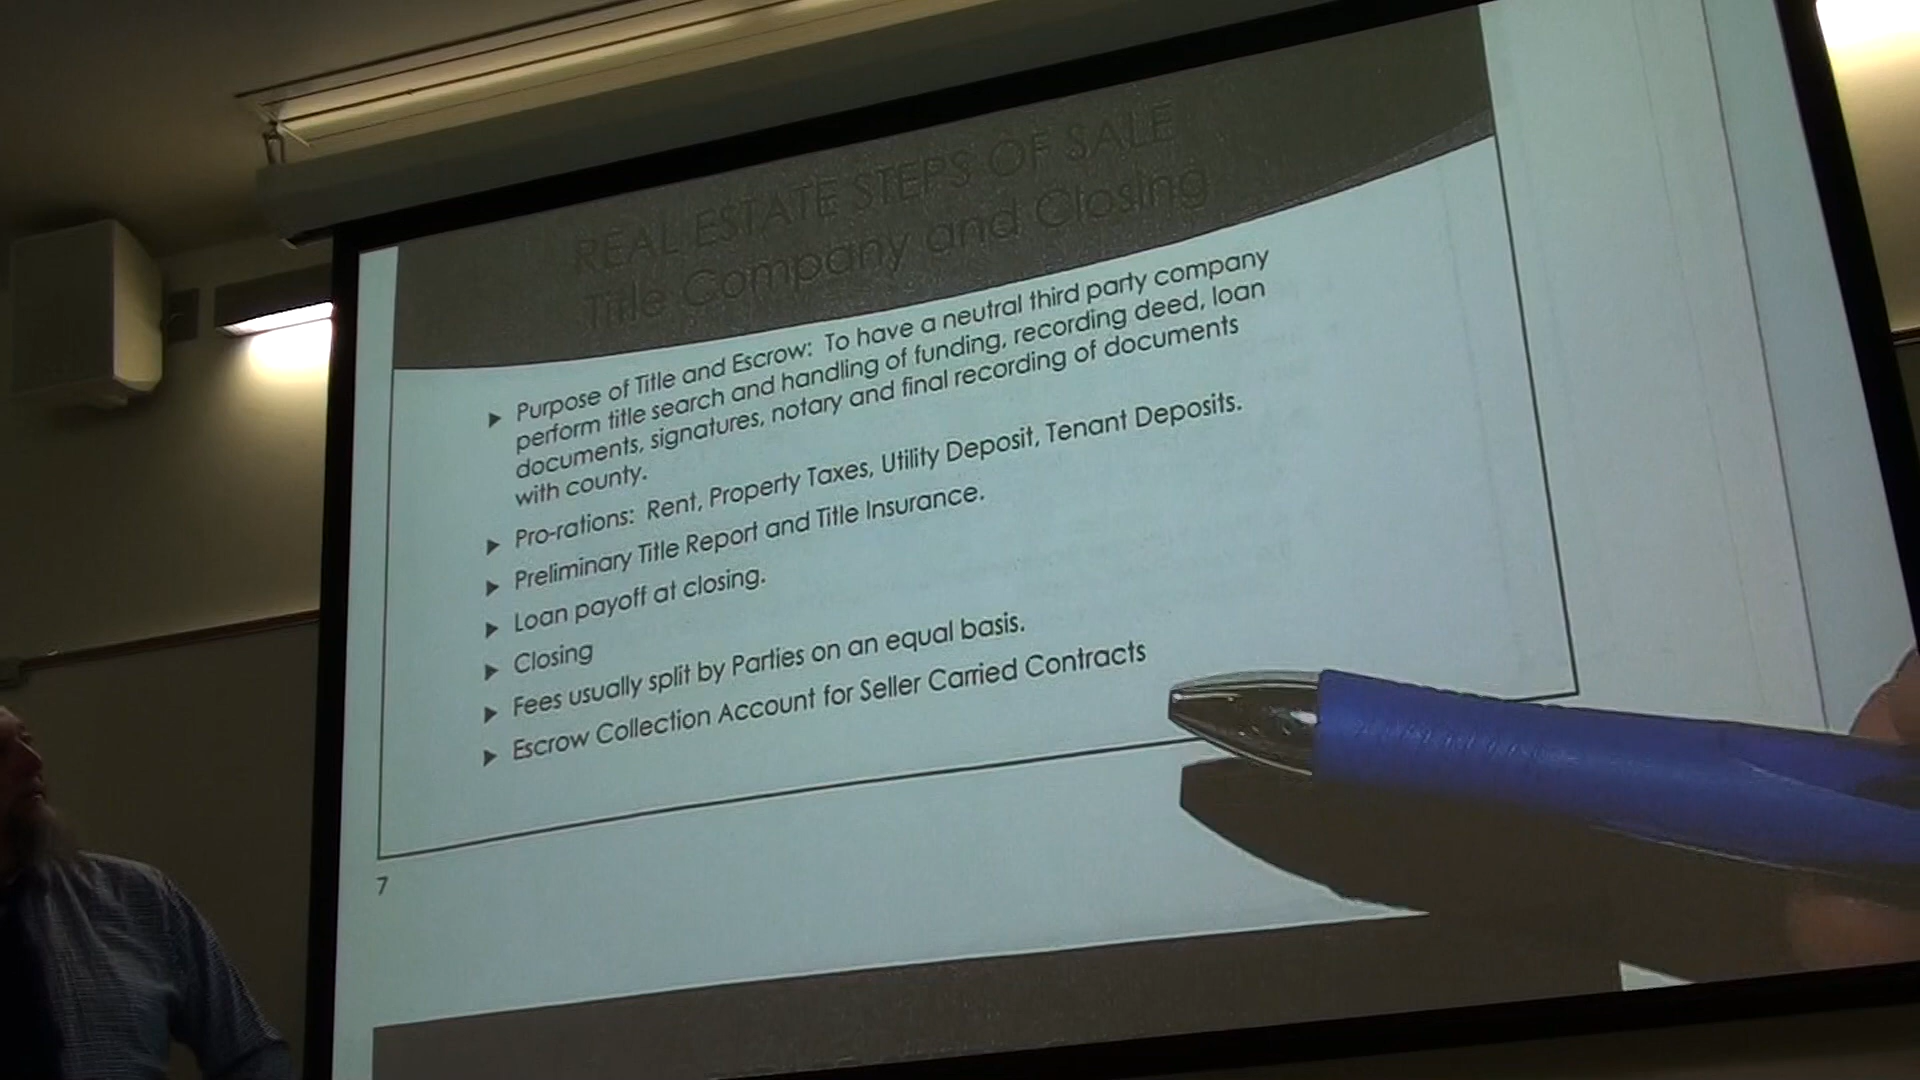 REAL ESTATE STEPS OF SALE
Title Company and Closing
▶ Purpose of Title and Escrow: To have a neutral third party company
perform title search and handling of funding, recording deed, loan
documents, signatures, notary and final recording of documents
with county.
▶ Pro-rations: Rent, Property Taxes, Utility Deposit, Tenant Deposits.
▶ Preliminary Title Report and Title Insurance.
▶ Loan payoff at closing.
▶ Closing
▶ Fees usually split by Parties on an equal basis.
▶ Escrow Collection Account for Seller Carried Contracts
7